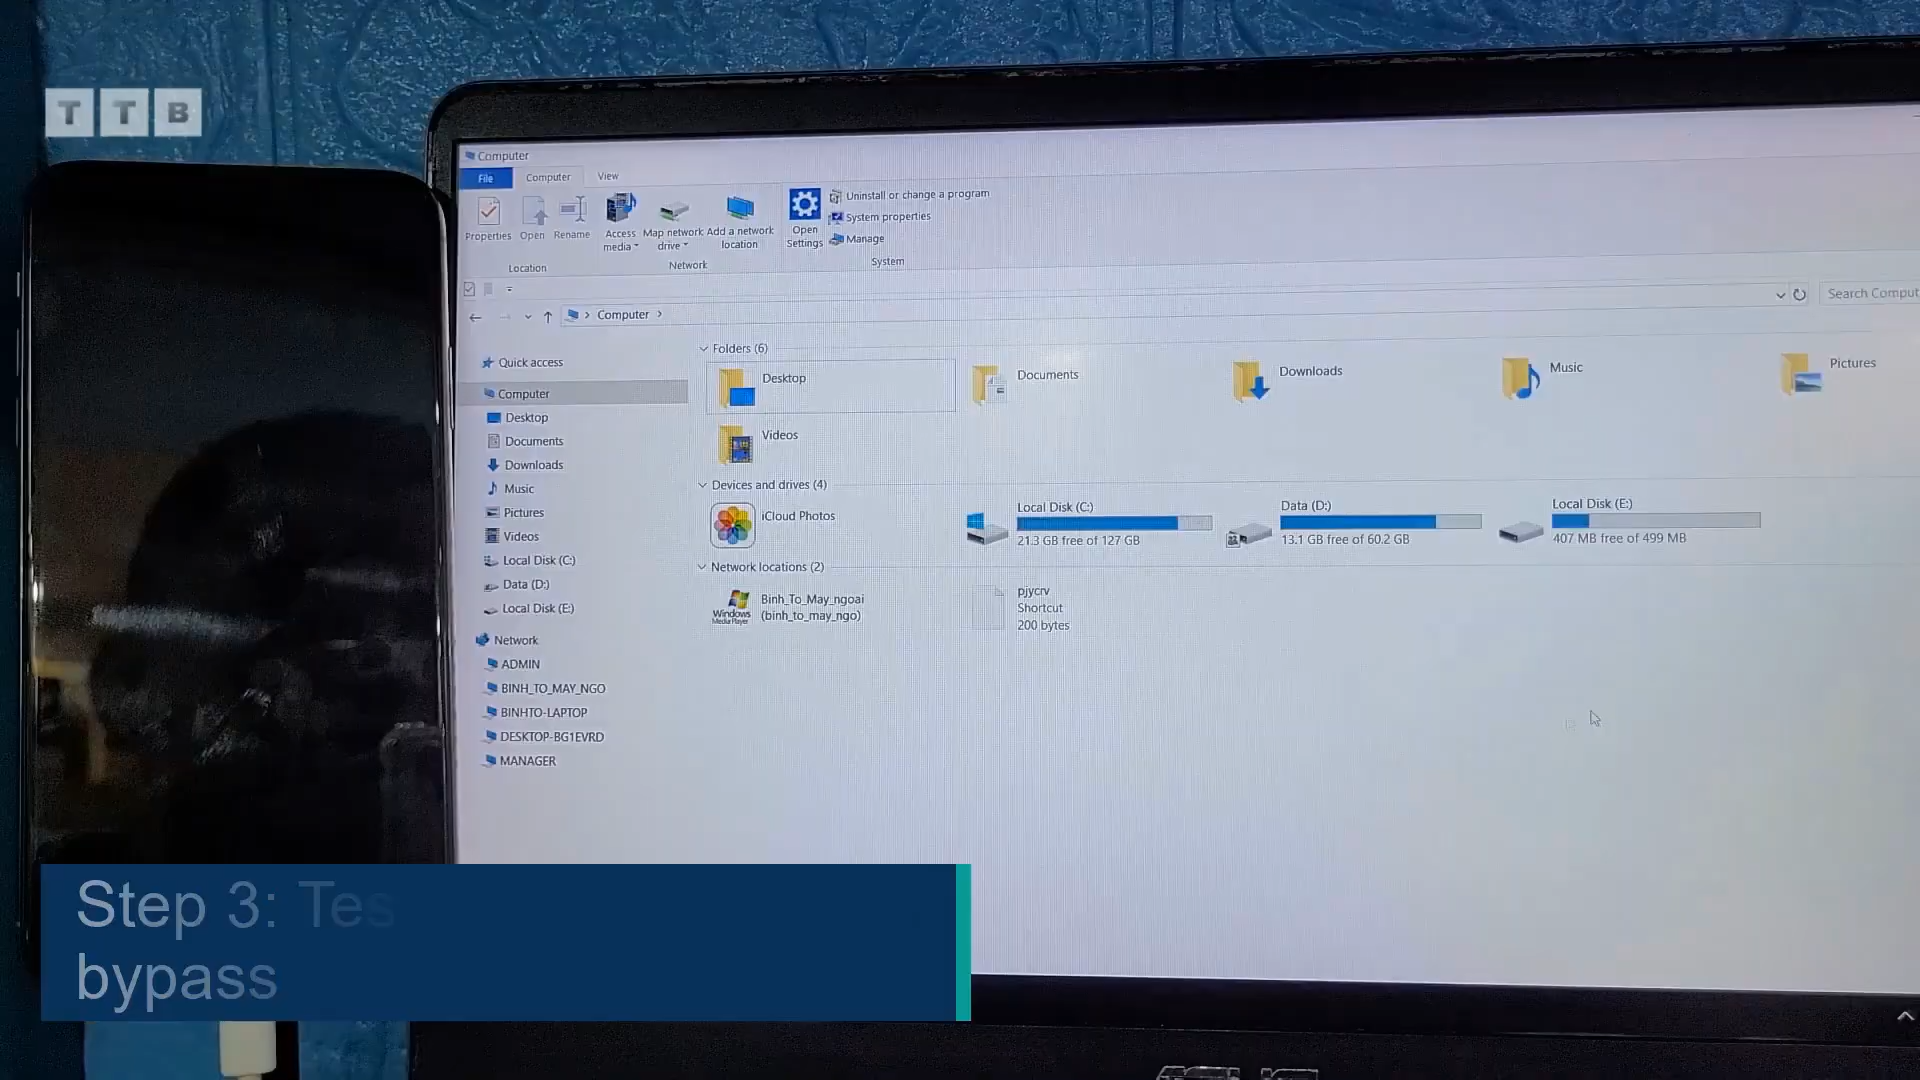 TTB
Computer
File Computer View
Properties Open Rename Access media Map network drive Add a network location Open Settings
Uninstall or change a program
System properties
Manage
Location Network System
Computer
Search Comput
Quick access
Computer
Desktop
Documents
Downloads
Music
Pictures
Videos
Local Disk (C:)
Data (D:)
Local Disk (E:)
Network
ADMIN
BINH_TO_MAY_NGO
BINHTO-LAPTOP
DESKTOP-BG1EVRD
MANAGER
Folders (6)
Desktop
Documents
Downloads
Music
Pictures
Videos
Devices and drives (4)
iCloud Photos
Local Disk (C:)
21.3 GB free of 127 GB
Data (D:)
13.1 GB free of 60.2 GB
Local Disk (E:)
407 MB free of 499 MB
Network locations (2)
Windows
Media Player
Binh_To_May_ngoai
(binh_to_may_ngo)
pjycrv
Shortcut
200 bytes
Step 3: Tes
bypass